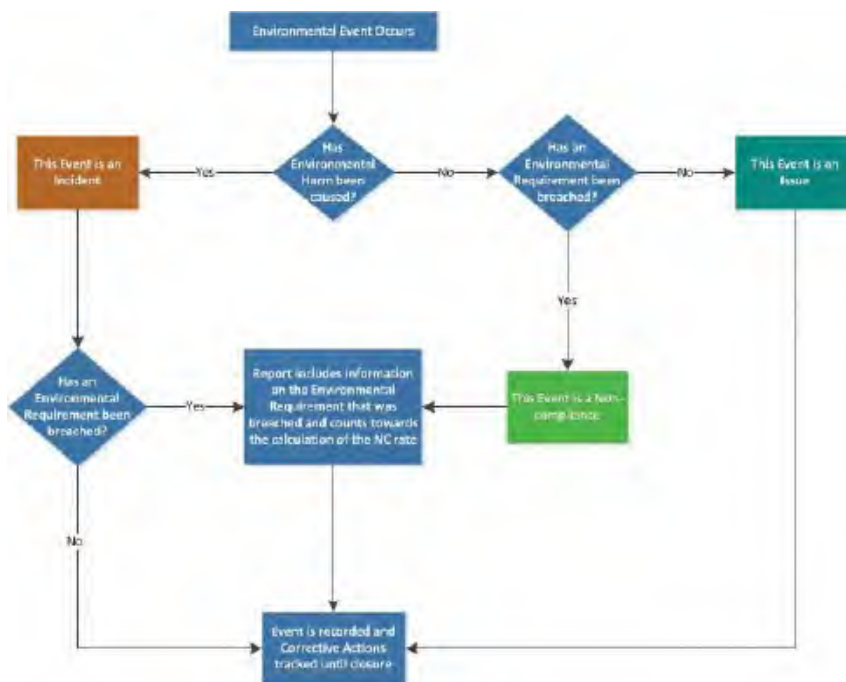 Environmental Event Occurs
Has
Environmental
Harm been
caused?
Has an
Environmental
Requirement been
breached?
This Event is an
Incident
Yes
No
No
This Event is an
Issue
Yes
Has an
Environmental
Requirement been
breached?
Yes
Report includes information
on the Environmental
Requirement that was
breached and counts towards
the calculation of the NC rate
This Event is a Non-
compliance
No
Event is recorded and
Corrective Actions
tracked until closure